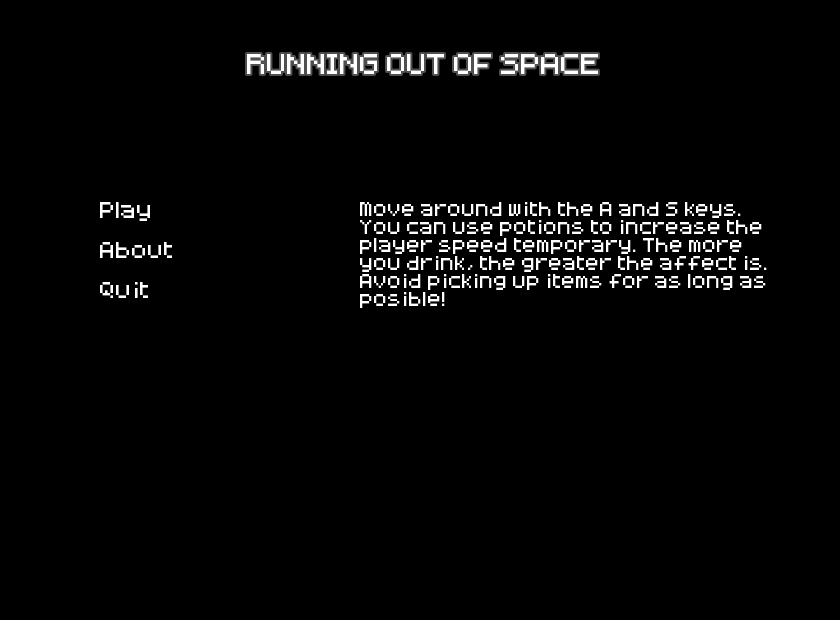 RUNNING OUT OF SPACE
Play
About
Quit
Move around with the A and S keys.
You can use potions to increase the
player speed temporary. The more
you drink, the greater the affect is.
Avoid picking up items for as long as
posible!